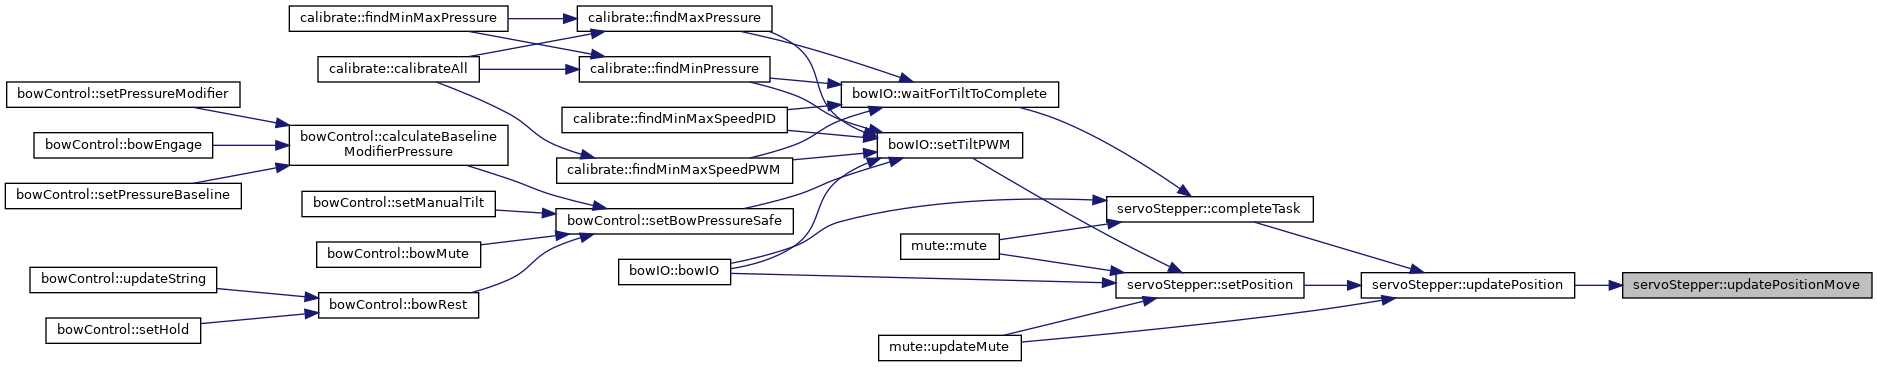 calibrate::findMinMaxPressure
calibrate::findMaxPressure
calibrate::calibrateAll
calibrate::findMinPressure
bowControl::setPressureModifier
bowIO::waitForTiltToComplete
calibrate::findMinMaxSpeedPID
bowControl::calculateBaseline
ModifierPressure
bowControl::bowEngage
bowIO::setTiltPWM
calibrate::findMinMaxSpeedPWM
bowControl::setPressureBaseline
bowControl::setManualTilt
servoStepper::completeTask
bowControl::setBowPressureSafe
mute::mute
bowControl::bowMute
bowIO::bowIO
bowControl::updateString
servoStepper::setPosition
servoStepper::updatePosition
servoStepper::updatePositionMove
bowControl::bowRest
bowControl::setHold
mute::updateMute